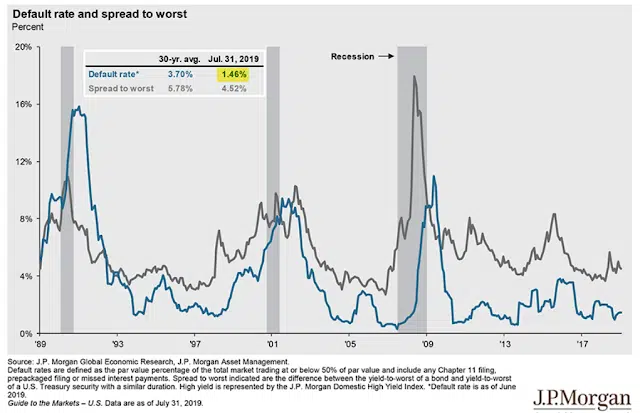 Default rate and spread to worst
Percent
30-yr. avg. Jul. 31, 2019
Default rate* 3.70% 1.46%
Spread to worst 5.78% 4.52%
Recession
20%
16%
12%
8%
4%
0%
'89 '93 '97 '01 '05 '09 '13 '17
Source: J.P. Morgan Global Economic Research, J.P. Morgan Asset Management.
Default rates are defined as the par value percentage of the total market trading at or below 50% of par value and include any Chapter 11 filing,
prepackaged filing or missed interest payments. Spread to worst indicated are the difference between the yield-to-worst of a bond and yield-to-worst
of a U.S. Treasury security with a similar duration. High yield is represented by the J.P. Morgan Domestic High Yield Index. *Default rate is as of June
2019.
Guide to the Markets – U.S. Data are as of July 31, 2019.
J.P.Morgan